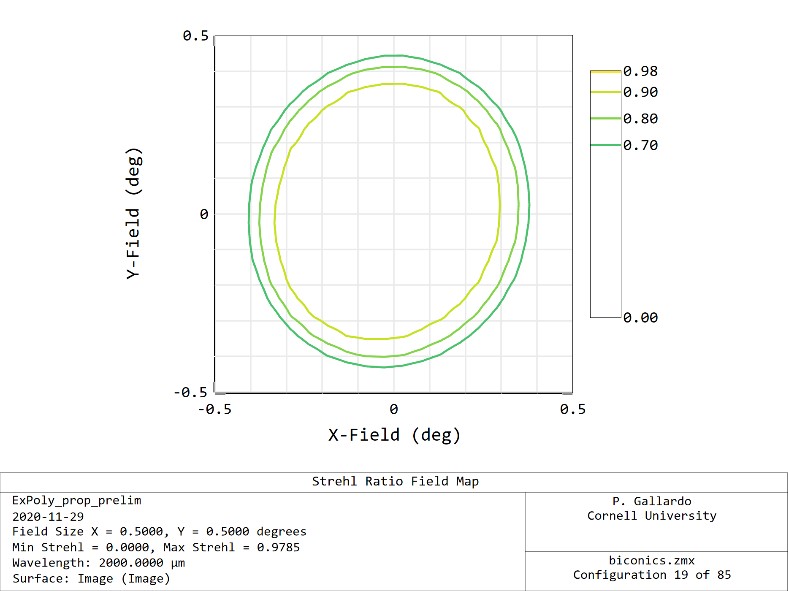 0.5
0
-0.5
Y-Field (deg)
-0.5
0
0.5
X-Field (deg)
0.98
0.90
0.80
0.70
0.00
Strehl Ratio Field Map
ExPoly_prop_prelim
2020-11-29
Field Size X = 0.5000, Y = 0.5000 degrees
Min Strehl = 0.0000, Max Strehl = 0.9785
Wavelength: 2000.0000 µm
Surface: Image (Image)
P. Gallardo
Cornell University
biconics.zmx
Configuration 19 of 85